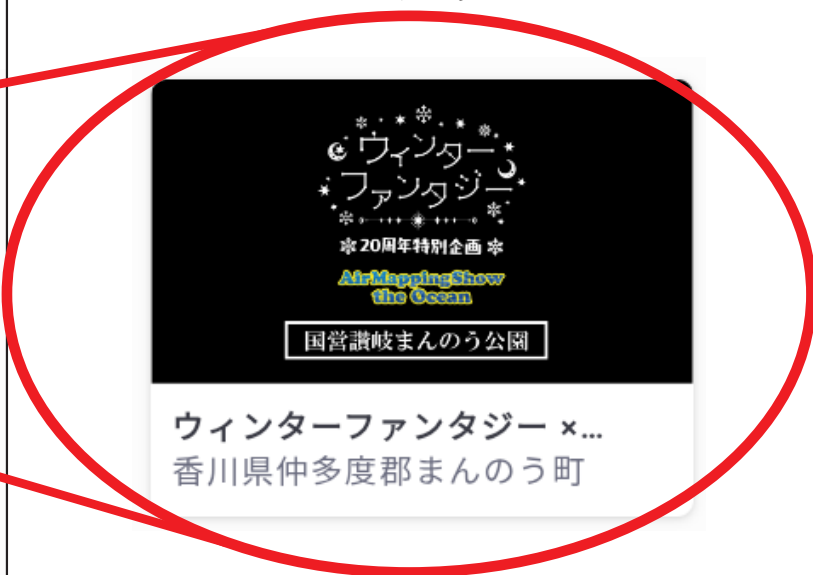 ウィンター
ファンタジー
20周年特別企画
AirMappingShow
the Ocean
国営讃岐まんのう公園
ウィンターファンタジー ×...
香川県仲多度郡まんのう町